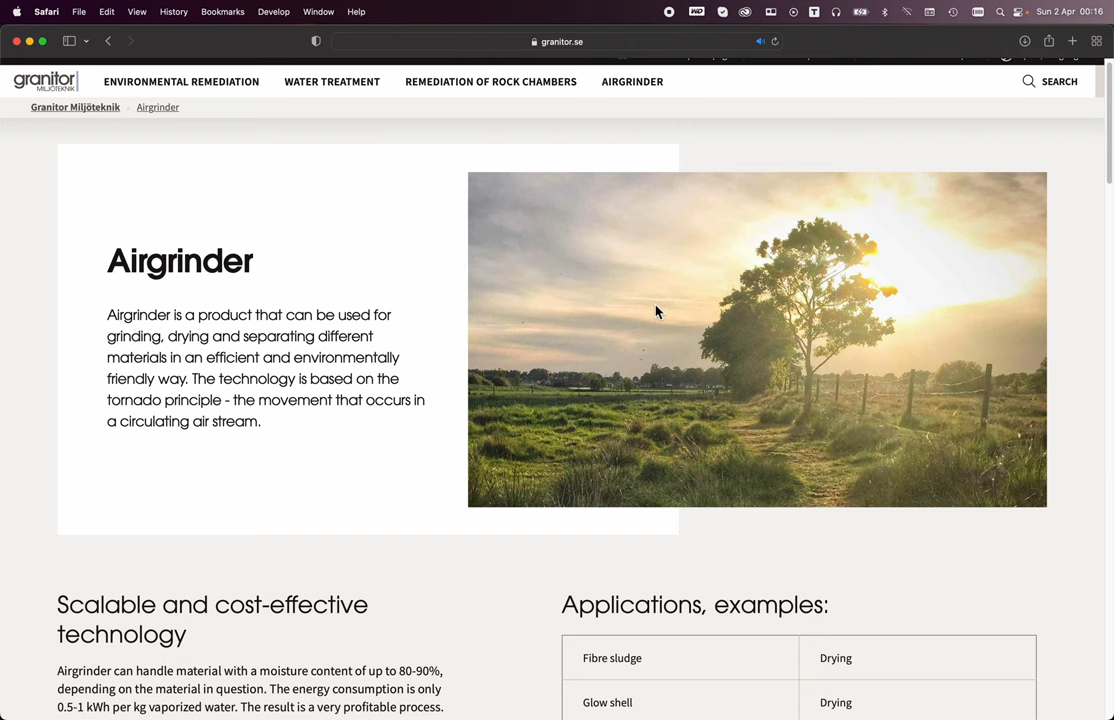 Safari File Edit View History Bookmarks Develop Window Help Sun 2 Apr 00:16
granitor.se
granitor MILJÖTEKNIK ENVIRONMENTAL REMEDIATION WATER TREATMENT REMEDIATION OF ROCK CHAMBERS AIRGRINDER SEARCH
Granitor Miljöteknik Airgrinder
Airgrinder
Airgrinder is a product that can be used for
grinding, drying and separating different
materials in an efficient and environmentally
friendly way. The technology is based on the
tornado principle - the movement that occurs in
a circulating air stream.
Scalable and cost-effective
technology
Airgrinder can handle material with a moisture content of up to 80-90%,
depending on the material in question. The energy consumption is only
0.5-1 kWh per kg vaporized water. The result is a very profitable process.
Applications, examples:
Fibre sludge Drying
Glow shell Drying